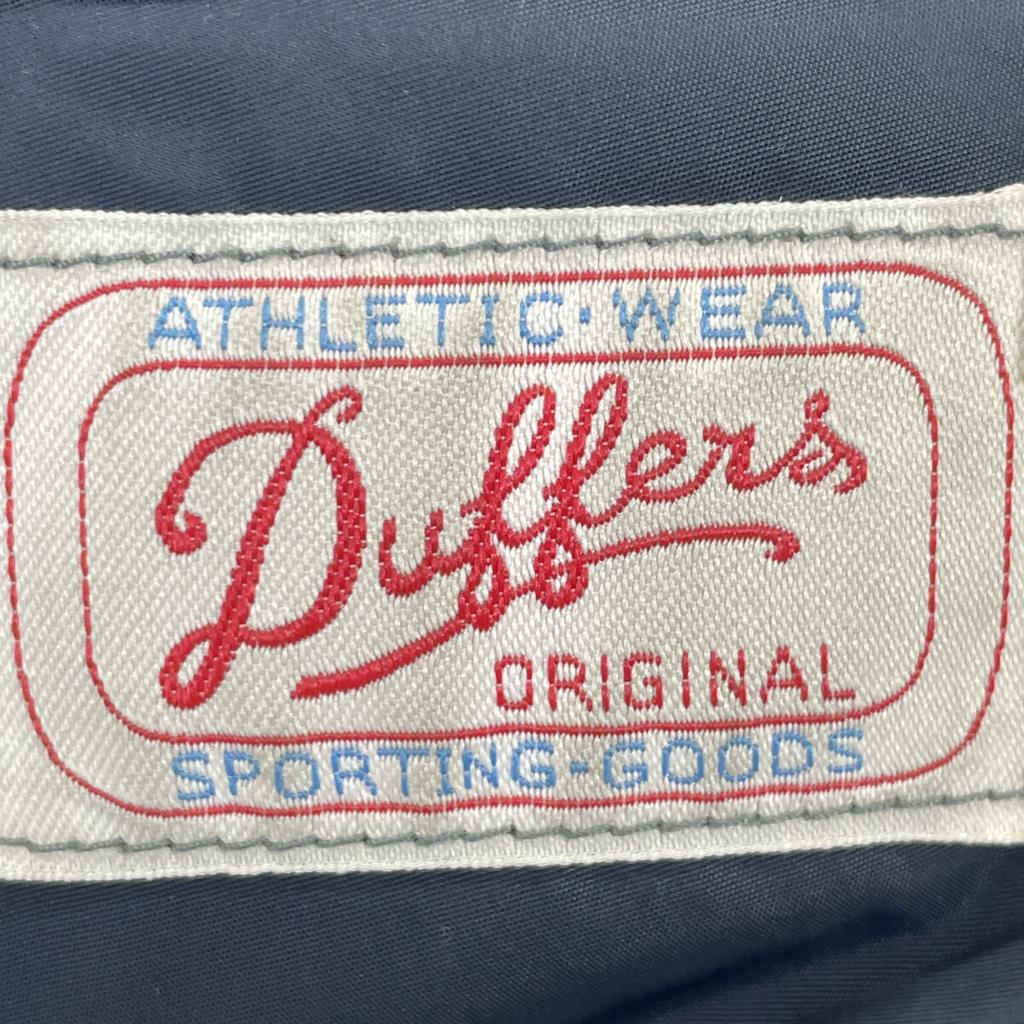 ATHLETIC·WEAR
Duffer's
ORIGINAL
SPORTING-GOODS